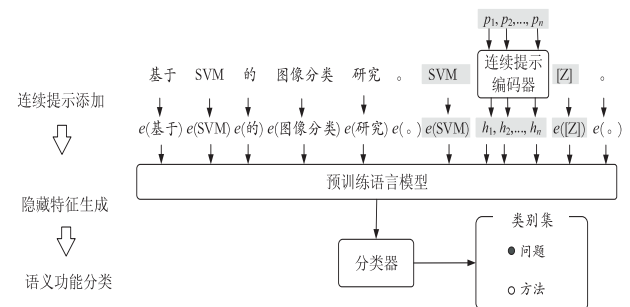 p₁, p₂,..., pₙ
连续提示
编码器
基于 SVM 的 图像分类 研究 。 SVM [Z] 。
连续提示添加
e(基于) e(SVM) e(的) e(图像分类) e(研究) e(。) e(SVM) h₁, h₂,..., hₙ e([Z]) e(。)
预训练语言模型
隐藏特征生成
类别集
分类器
问题
语义功能分类
方法